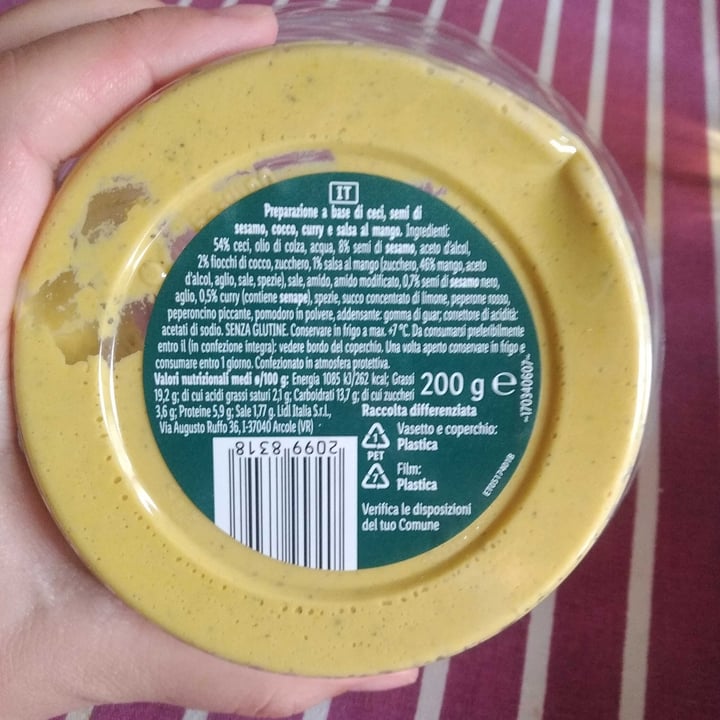 IT
Preparazione a base di ceci, semi di
sesamo, cocco, curry e salsa al mango. Ingredienti:
54% ceci, olio di colza, acqua, 8% semi di sesamo, aceto d'alcol,
2% fiocchi di cocco, zucchero, 1% salsa al mango (zucchero, 46% mango, aceto
d'alcol, aglio, sale, spezie), sale, amido, amido modificato, 0,7% semi di sesamo nero,
aglio, 0,5% curry (contiene senape), spezie, succo concentrato di limone, peperone rosso,
peperoncino piccante, pomodoro in polvere, addensante: gomma di guar; correttore di acidità:
acetati di sodio. SENZA GLUTINE. Conservare in frigo a max. +7 °C. Da consumarsi preferibilmente
entro il (in confezione integra): vedere bordo del coperchio. Una volta aperto conservare in frigo e
consumare entro 1 giorno. Confezionato in atmosfera protettiva.
Valori nutrizionali medi ø/100 g: Energia 1085 kJ/262 kcal; Grassi
19,2 g; di cui acidi grassi saturi 2,1 g; Carboidrati 13,7 g; di cui zuccheri
3,6 g; Proteine 5,9 g; Sale 1,77 g. Lidl Italia S.r.l.,
Via Augusto Ruffo 36, I-37040 Arcole (VR)
200 g e
Raccolta differenziata
1
PET
Vasetto e coperchio:
Plastica
7
Film:
Plastica
Verifica le disposizioni
del tuo Comune
2099 8318
~170340607~